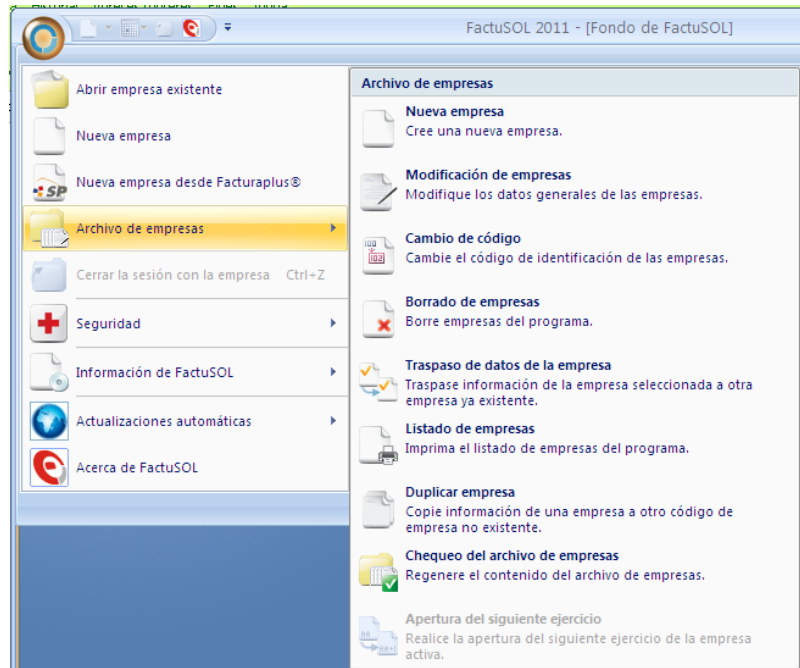 FactuSOL 2011 - [Fondo de FactuSOL]
Abrir empresa existente
Nueva empresa
Nueva empresa desde Facturaplus®
Archivo de empresas
Cerrar la sesión con la empresa Ctrl+Z
Seguridad
Información de FactuSOL
Actualizaciones automáticas
Acerca de FactuSOL
Archivo de empresas
Nueva empresa
Cree una nueva empresa.
Modificación de empresas
Modifique los datos generales de las empresas.
Cambio de código
Cambie el código de identificación de las empresas.
Borrado de empresas
Borre empresas del programa.
Traspaso de datos de la empresa
Traspase información de la empresa seleccionada a otra
empresa ya existente.
Listado de empresas
Imprima el listado de empresas del programa.
Duplicar empresa
Copie información de una empresa a otro código de
empresa no existente.
Chequeo del archivo de empresas
Regenere el contenido del archivo de empresas.
Apertura del siguiente ejercicio
Realice la apertura del siguiente ejercicio de la empresa
activa.